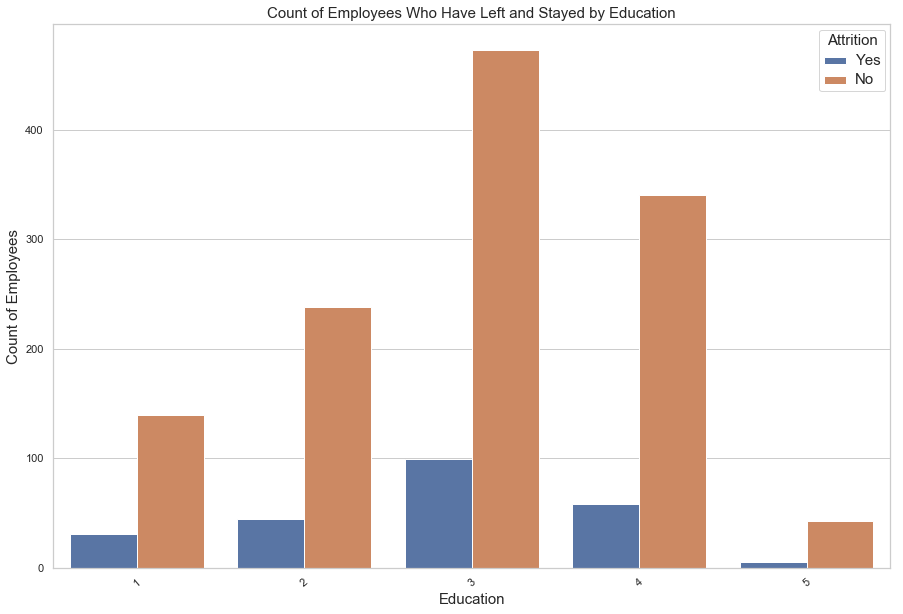 Count of Employees Who Have Left and Stayed by Education
Attrition
Yes
No
Count of Employees
400
300
200
100
0
1
2
3
4
5
Education